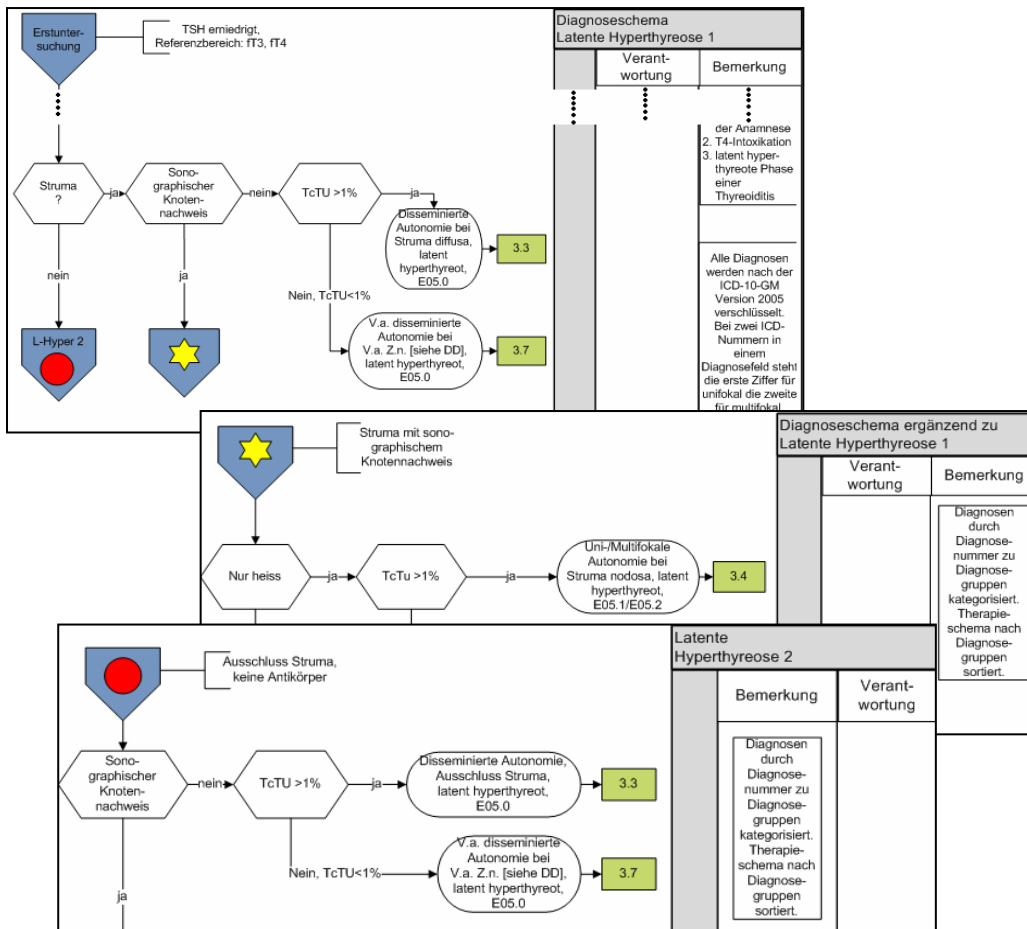 Erstunter-
suchung
TSH erniedrigt,
Referenzbereich: fT3, fT4
Diagnoseschema
Latente Hyperthyreose 1
Verant-
wortung
Bemerkung
der Anamnese
2. T4-Intoxikation
3. latent hyper-
thyreote Phase
einer
Thyreoiditis
Struma
?
ja
Sono-
graphischer
Knoten-
nachweis
nein
TcTU >1%
ja
Disseminierte
Autonomie bei
Struma diffusa,
latent
hyperthyreot,
E05.0
3.3
nein
ja
Nein, TcTU<1%
V.a. disseminierte
Autonomie bei
V.a. Z.n. [siehe DD],
latent hyperthyreot,
E05.0
3.7
L-Hyper 2
Alle Diagnosen
werden nach der
ICD-10-GM
Version 2005
verschlüsselt.
Bei zwei ICD-
Nummern in
einem
Diagnosefeld steht
die erste Ziffer für
unifokal die zweite
für multifokal
Struma mit sono-
graphischem
Knotennachweis
Diagnoseschema ergänzend zu
Latente Hyperthyreose 1
Verant-
wortung
Bemerkung
Nur heiss
ja
TcTu >1%
ja
Uni-/Multifokale
Autonomie bei
Struma nodosa, latent
hyperthyreot,
E05.1/E05.2
3.4
Diagnosen
durch
Diagnose-
nummer zu
Diagnose-
gruppen
kategorisiert.
Therapie-
schema nach
Diagnose-
gruppen
sortiert.
Ausschluss Struma,
keine Antikörper
Latente
Hyperthyreose 2
Bemerkung
Verant-
wortung
Sono-
graphischer
Knoten-
nachweis
nein
TcTU >1%
ja
Disseminierte Autonomie,
Ausschluss Struma,
latent hyperthyreot,
E05.0
3.3
Nein, TcTU<1%
V.a. disseminierte
Autonomie bei
V.a. Z.n. [siehe DD],
latent hyperthyreot,
E05.0
3.7
ja
Diagnosen
durch
Diagnose-
nummer zu
Diagnose-
gruppen
kategorisiert.
Therapie-
schema nach
Diagnose-
gruppen
sortiert.